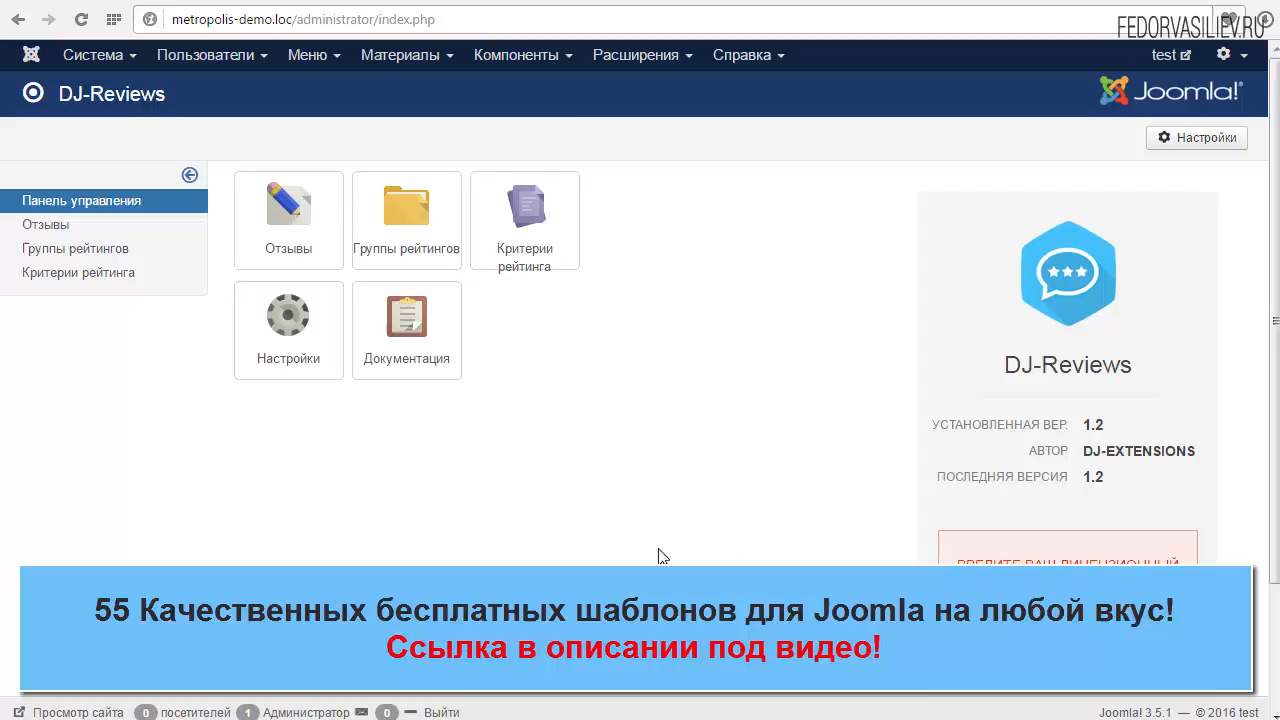 metropolis-demo.loc/administrator/index.php
FEDORVASILIEV.RU
Система Пользователи Меню Материалы Компоненты Расширения Справка test
DJ-Reviews
Joomla!®
Настройки
Панель управления
Отзывы
Группы рейтингов
Критерии рейтинга
Отзывы
Группы рейтингов
Критерии рейтинга
Настройки
Документация
DJ-Reviews
УСТАНОВЛЕННАЯ ВЕР. 1.2
АВТОР DJ-EXTENSIONS
ПОСЛЕДНЯЯ ВЕРСИЯ 1.2
ВВЕДИТЕ ВАШ ЛИЦЕНЗИОННЫЙ
55 Качественных бесплатных шаблонов для Joomla на любой вкус!
Ссылка в описании под видео!
Просмотр сайта 0 посетителей 1 Администратор 0 Выйти
Joomla! 3.5.1 — © 2016 test